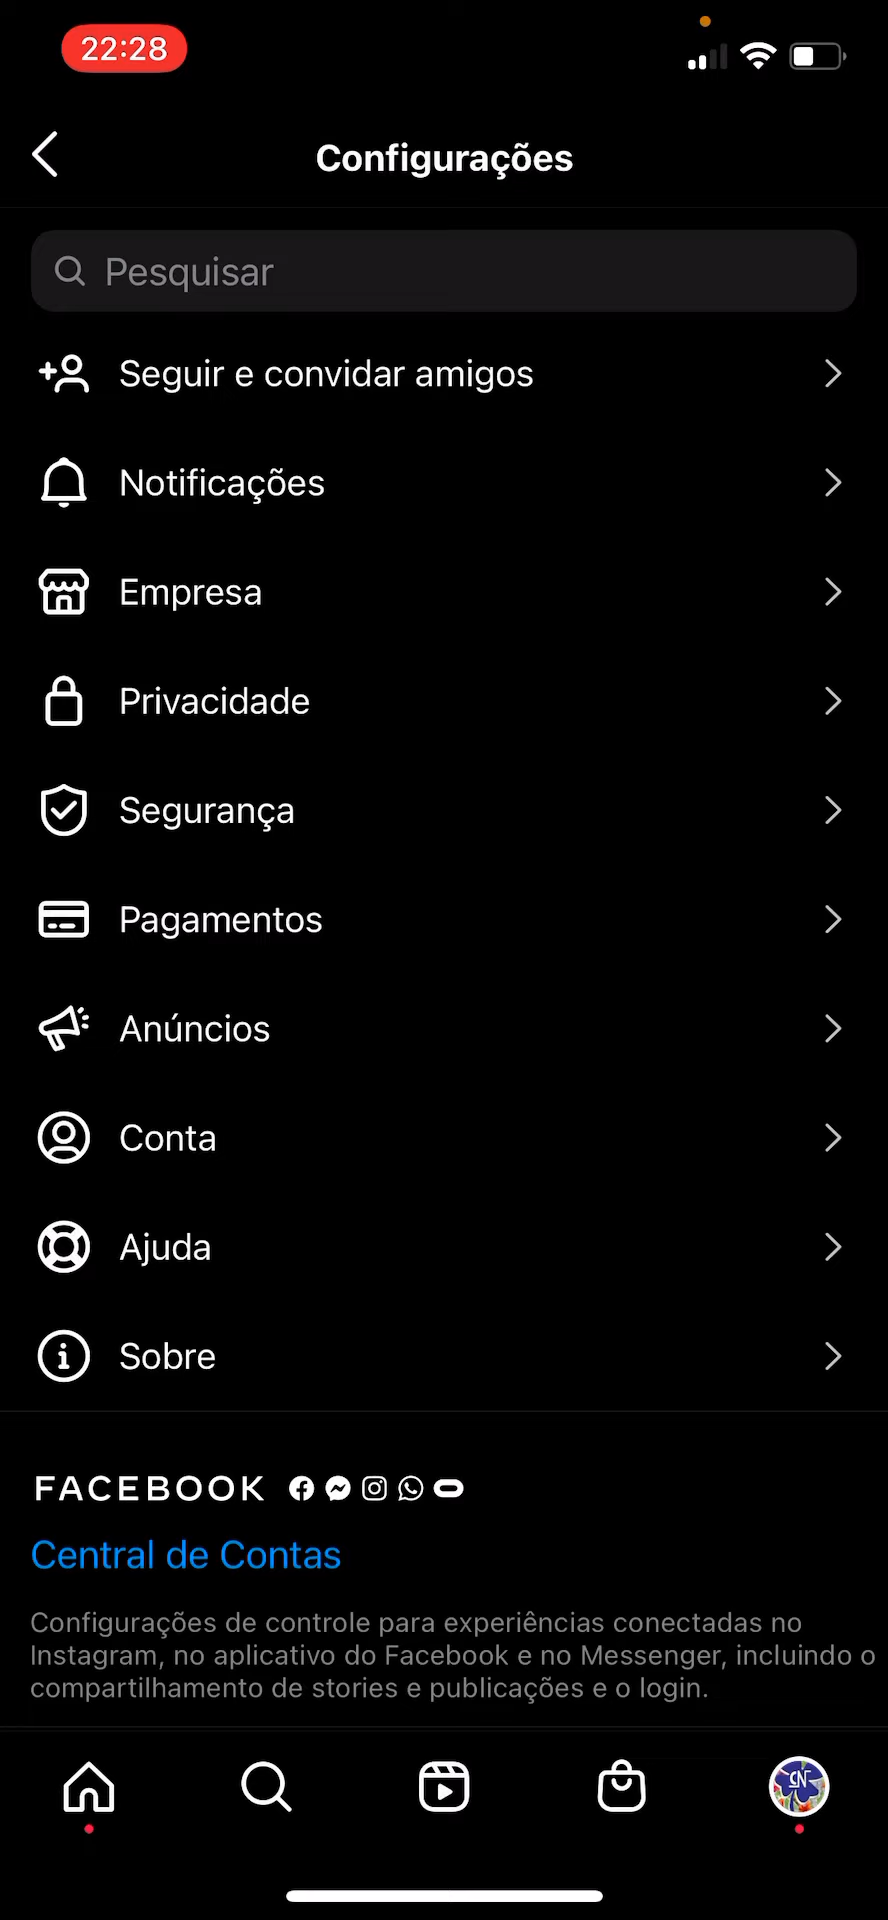 22:28
Configurações
Pesquisar
Seguir e convidar amigos
Notificações
Empresa
Privacidade
Segurança
Pagamentos
Anúncios
Conta
Ajuda
Sobre
FACEBOOK
Central de Contas
Configurações de controle para experiências conectadas no
Instagram, no aplicativo do Facebook e no Messenger, incluindo o
compartilhamento de stories e publicações e o login.
CN